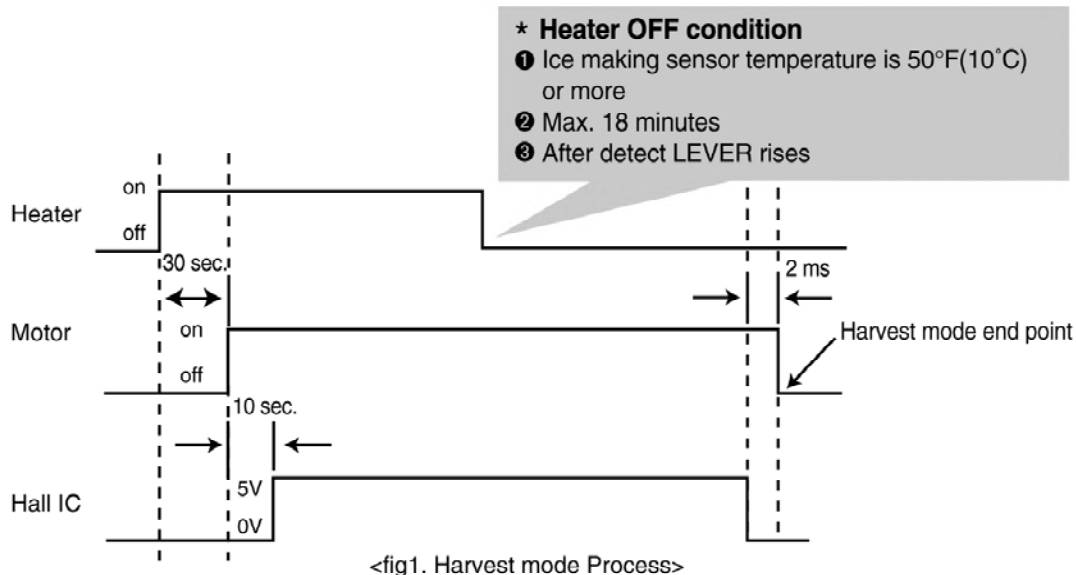 * Heater OFF condition
❶ Ice making sensor temperature is 50°F(10°C)
or more
❷ Max. 18 minutes
❸ After detect LEVER rises
on
Heater
off
30 sec.
2 ms
Motor
on
Harvest mode end point
off
10 sec.
5V
Hall IC
0V
<fig1. Harvest mode Process>